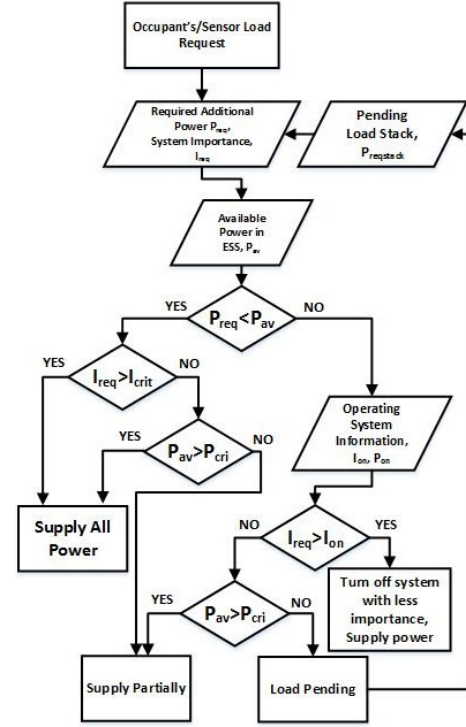 Occupant's/Sensor Load
Request
Required Additional
Power Preq,
System Importance,
Ireq
Pending
Load Stack,
Preqstack
Available
Power in
ESS, Pav
YES
Preq<Pav
NO
YES
Ireq>Icrit
NO
Operating
System
Information,
Ion, Pon
YES
Pav>Pcri
NO
Supply All
Power
NO
Ireq>Ion
YES
Turn off system
with less
importance,
Supply power
YES
Pav>Pcri
NO
Supply Partially
Load Pending